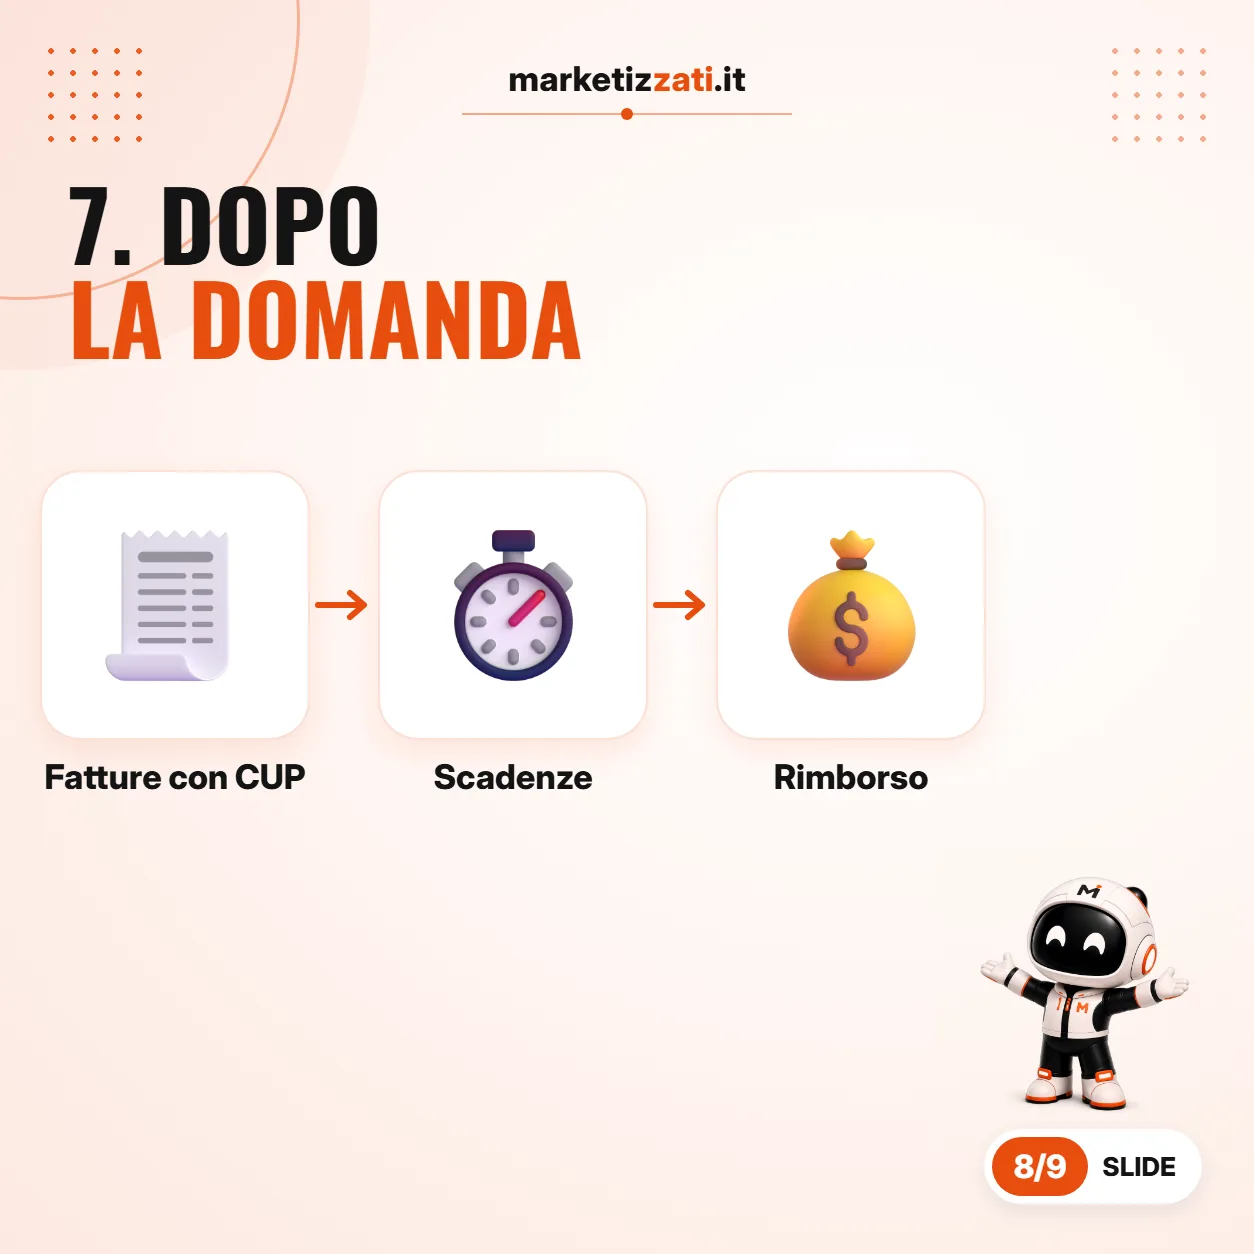 marketizzati.it
7. DOPO
LA DOMANDA
$
Fatture con CUP
Scadenze
Rimborso
M
M
8/9 SLIDE